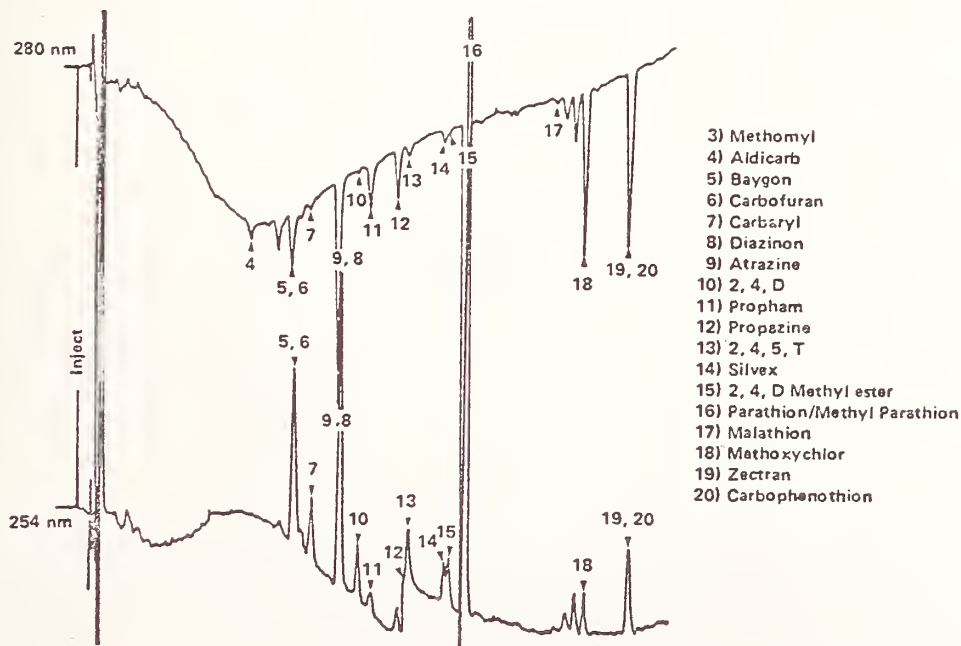 280 nm
16
17
14
15
13
10
12
11
7
4
9, 8
5, 6
18
19, 20
3) Methomyl
4) Aldicarb
5) Baygon
6) Carbofuran
7) Carbaryl
8) Diazinon
9) Atrazine
10) 2, 4, D
11) Propham
12) Propazine
13) 2, 4, 5, T
14) Silvex
15) 2, 4, D Methyl ester
16) Parathion/Methyl Parathion
17) Malathion
18) Methoxychlor
19) Zectran
20) Carbophenothion
Inject
5, 6
9,8
7
10
11
12
13
14
15
18
19, 20
254 nm